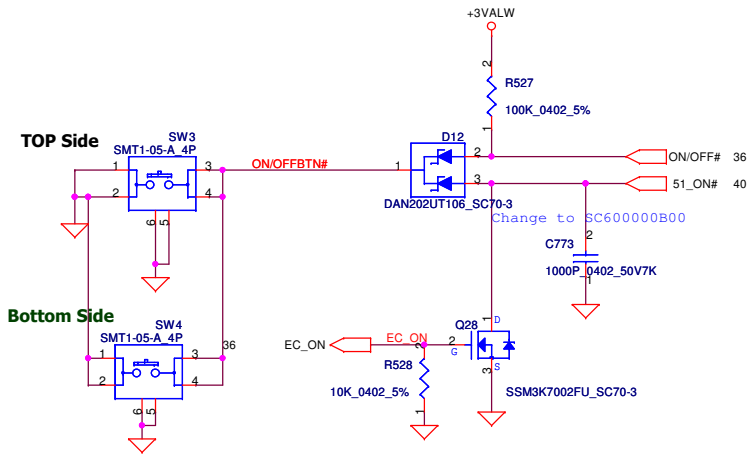 +3VALW
2
R527
100K_0402_5%
1
TOP Side
SW3
SMT1-05-A_4P
1
2
3
4
6
5
ON/OFFBTN#
D12
1
2
3
DAN202UT106_SC70-3
ON/OFF#
36
51_ON#
40
Change to SC600000B00
C773
2
1000P_0402_50V7K
1
Bottom Side
SW4
SMT1-05-A_4P
36
1
2
3
4
6
5
EC_ON
EC_ON
2
R528
10K_0402_5%
1
Q28
1
D
2
G
S
3
SSM3K7002FU_SC70-3